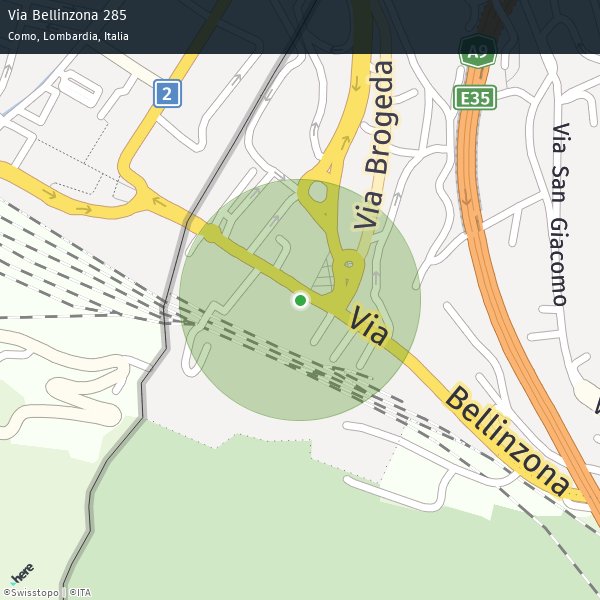 Via Bellinzona 285
Como, Lombardia, Italia
A9
2
E35
Via Brogeda
Via San Giacomo
Via
Bellinzona
here
©Swisstopo | ©ITA